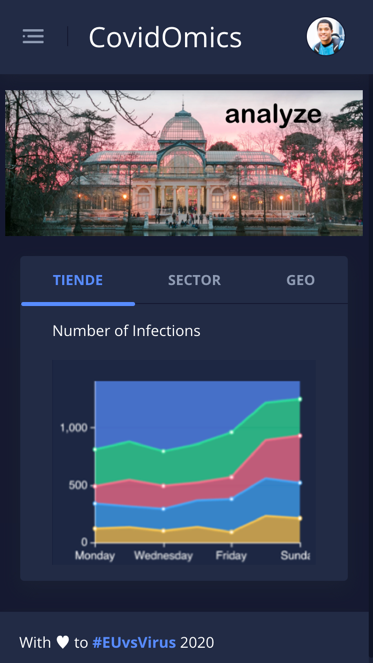 CovidOmics
analyze
TIENDE SECTOR GEO
Number of Infections
1,000
500
0
Monday Wednesday Friday Sunda
With ♥ to #EUvsVirus 2020